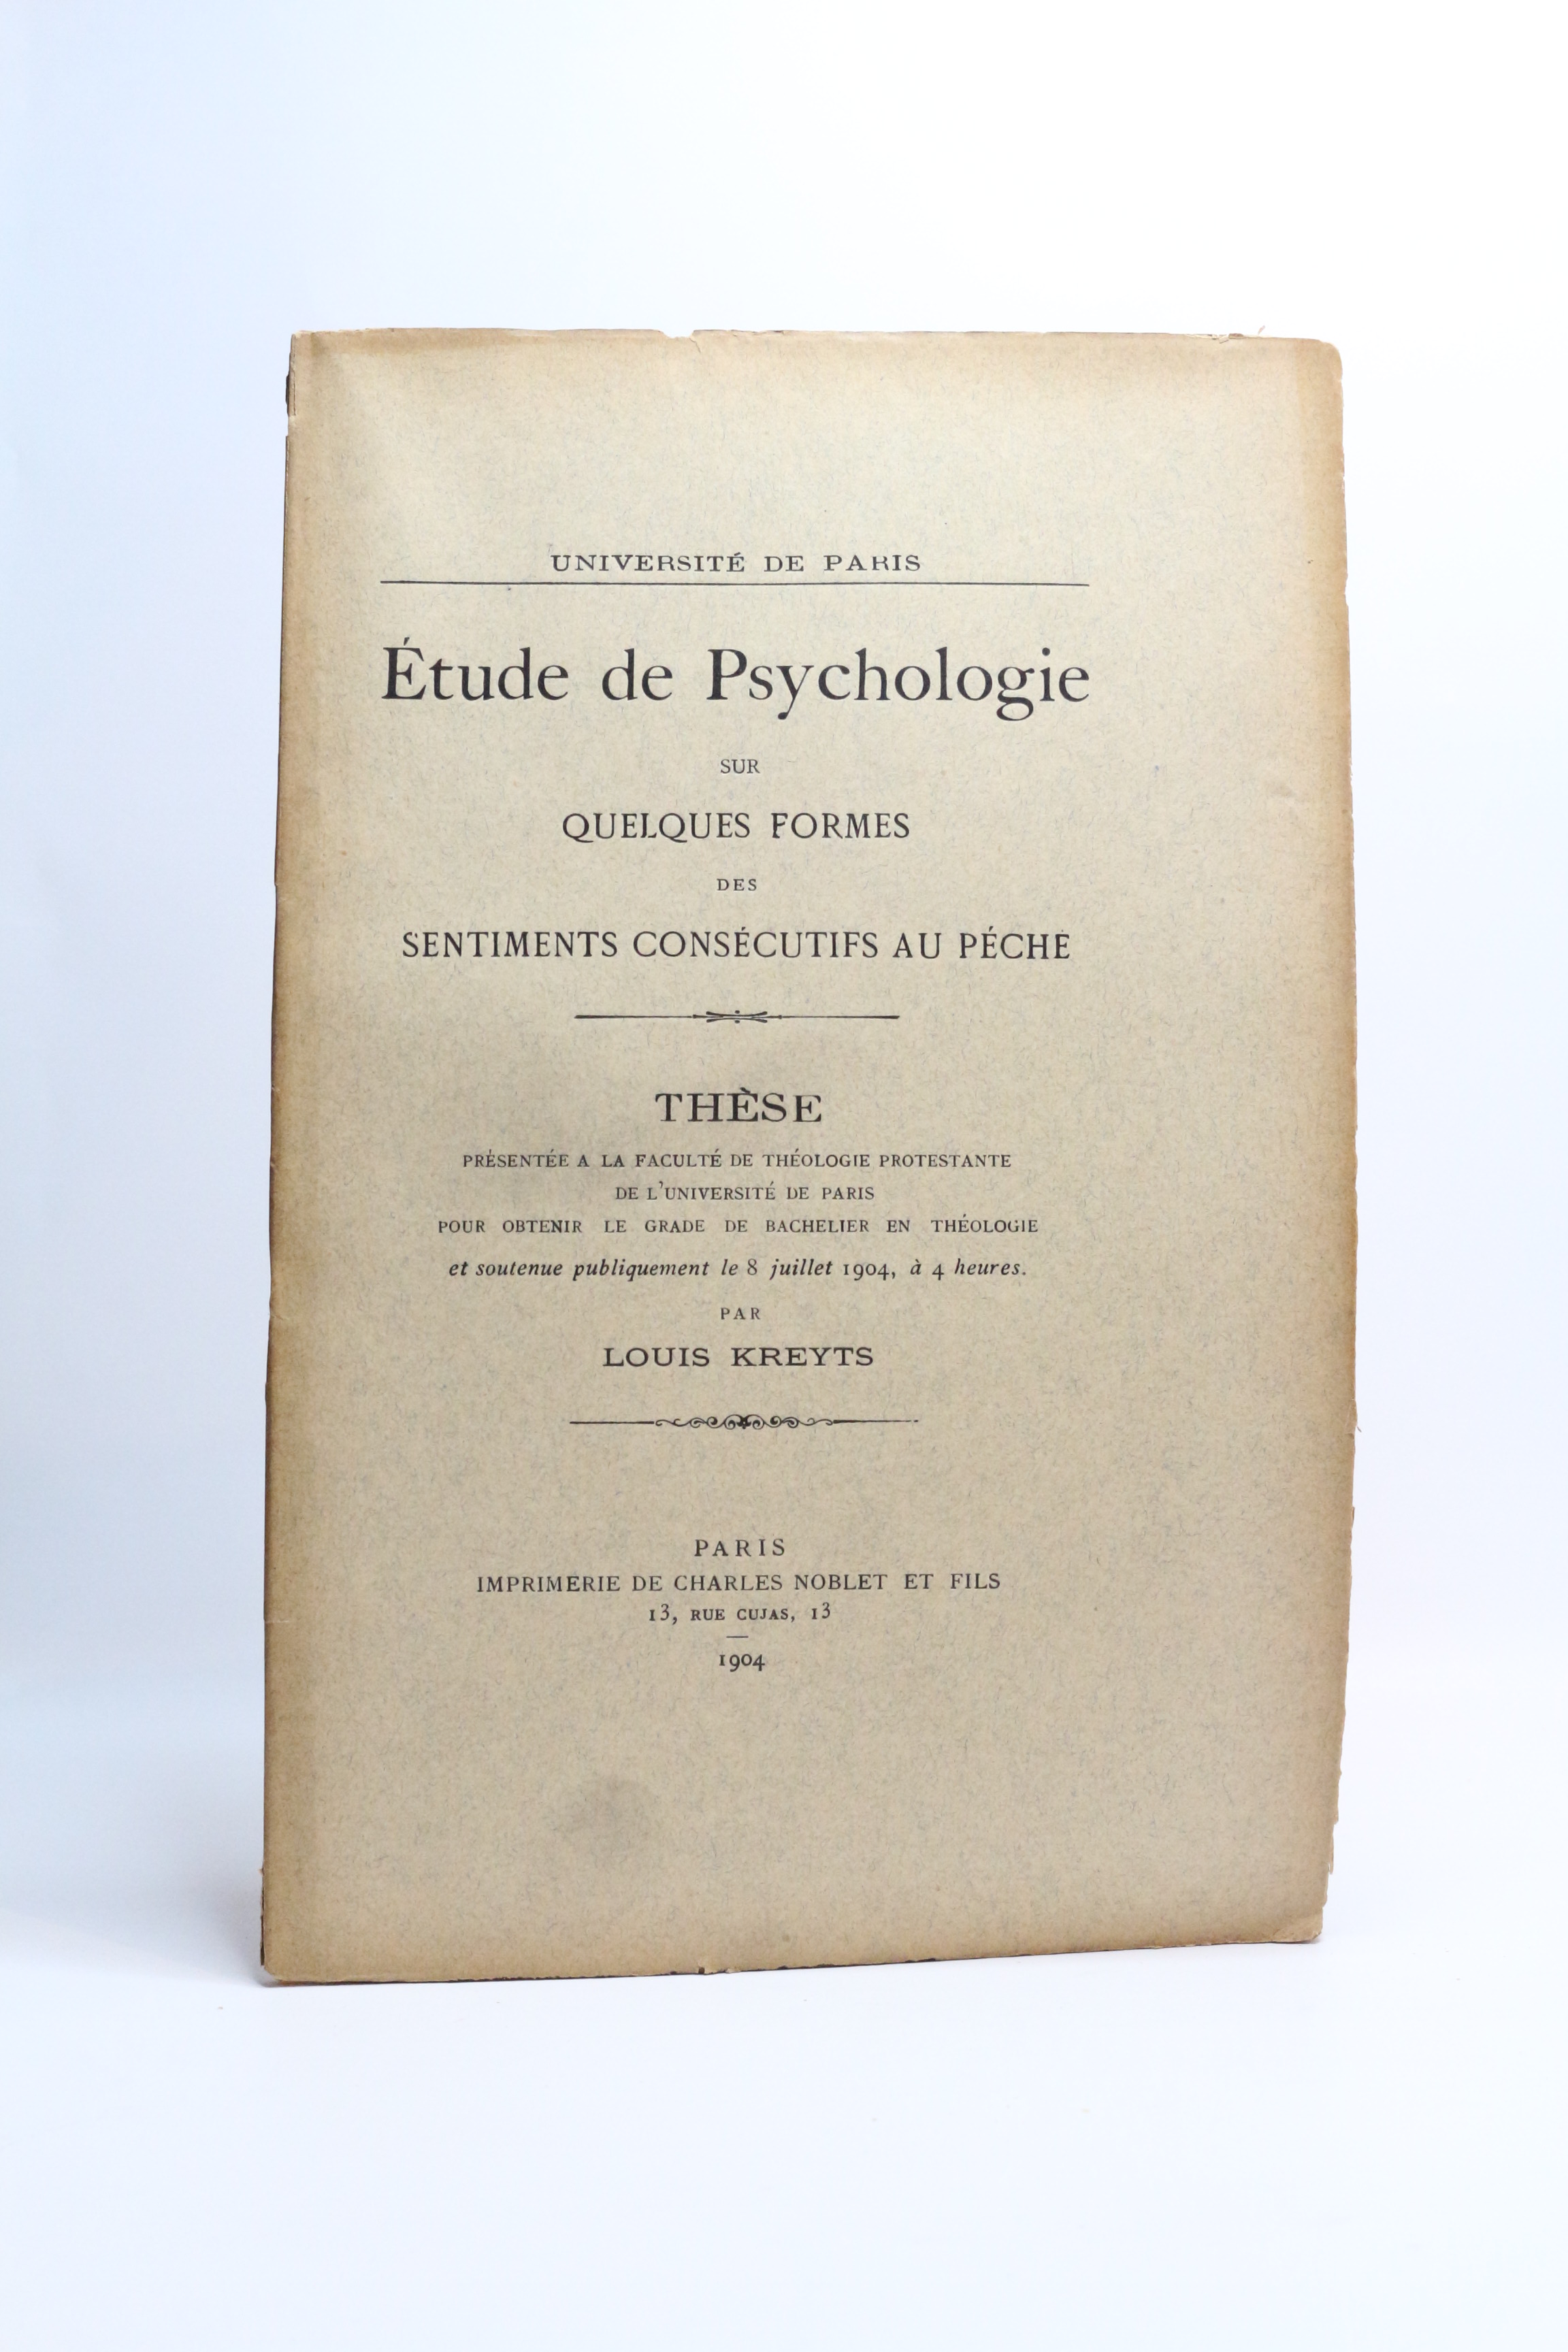 UNIVERSITÉ DE PARIS
Étude de Psychologie
SUR
QUELQUES FORMES
DES
SENTIMENTS CONSÉCUTIFS AU PÉCHÉ
THÈSE
PRÉSENTÉE A LA FACULTÉ DE THÉOLOGIE PROTESTANTE
DE L'UNIVERSITÉ DE PARIS
POUR OBTENIR LE GRADE DE BACHELIER EN THÉOLOGIE
et soutenue publiquement le 8 juillet 1904, à 4 heures.
PAR
LOUIS KREYTS
PARIS
IMPRIMERIE DE CHARLES NOBLET ET FILS
13, RUE CUJAS, 13
1904